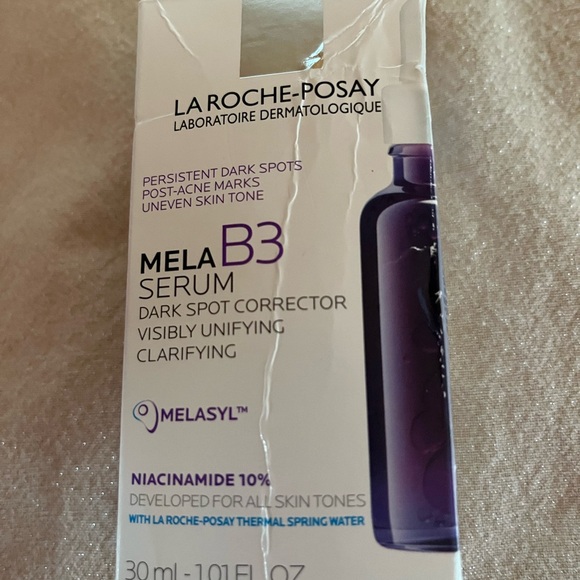 LA ROCHE-POSAY
LABORATOIRE DERMATOLOGIQUE
PERSISTENT DARK SPOTS
POST-ACNE MARKS
UNEVEN SKIN TONE
MELA B3
SERUM
DARK SPOT CORRECTOR
VISIBLY UNIFYING
CLARIFYING
MELASYL™
NIACINAMIDE 10%
DEVELOPED FOR ALL SKIN TONES
WITH LA ROCHE-POSAY THERMAL SPRING WATER
30 ml - 1.01 FL OZ